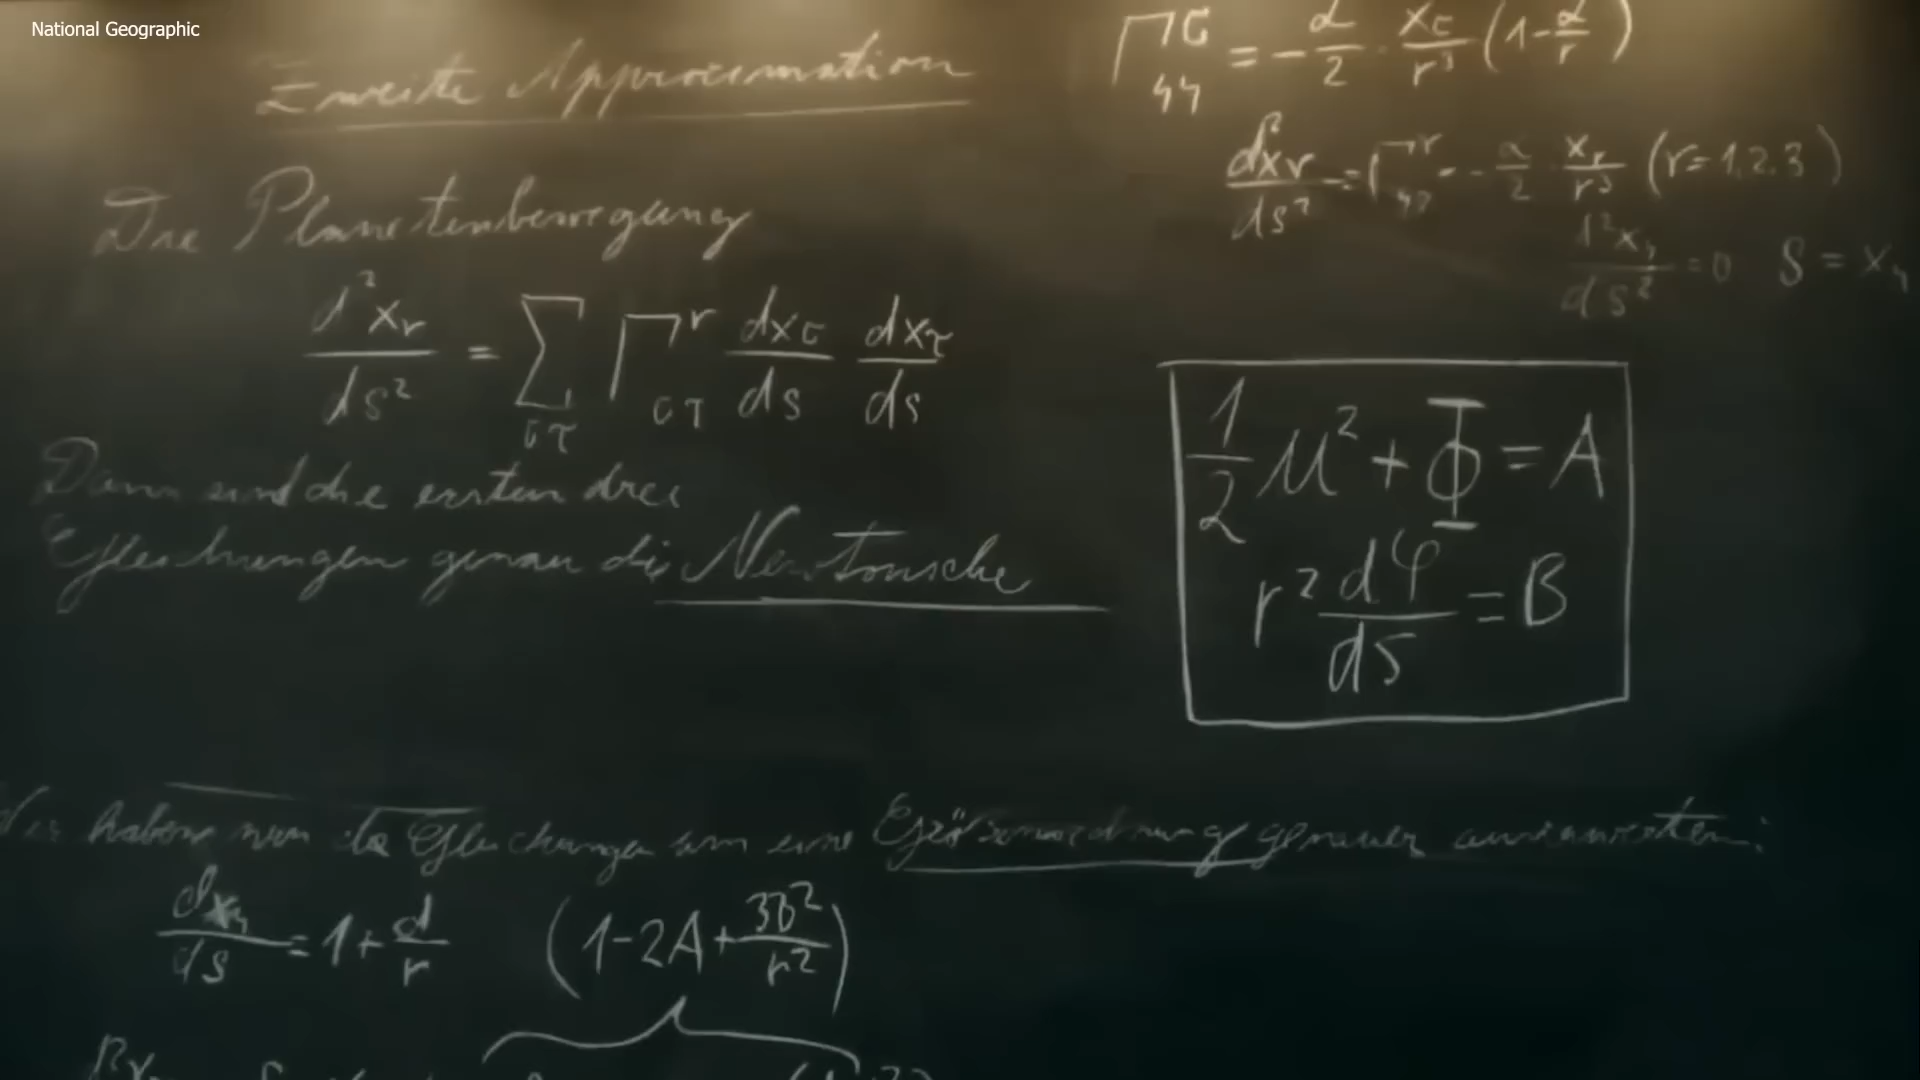 National Geographic
Zweite Approximation
Die Planetenbewegung
d²xᵣ/ds² = Σ_στ Γ^r_στ dx_σ/ds dx_τ/ds
Dann sind die ersten drei
Gleichungen genau die Newtonsche
Γ^σ_44 = -α/2 · x_σ/r³ (1-α/r)
d²xᵣ/ds² = Γ^r_44 = -α/2 · xᵣ/r³ (r=1,2,3)
d²x₄/ds² = 0 S = x₄
1/2 u² + Φ = A
r² dφ/ds = B
haben nun die Gleichungen um eine Größenordnung genauer
dx₄/ds = 1 + α/r (1-2A+3B²/r²)